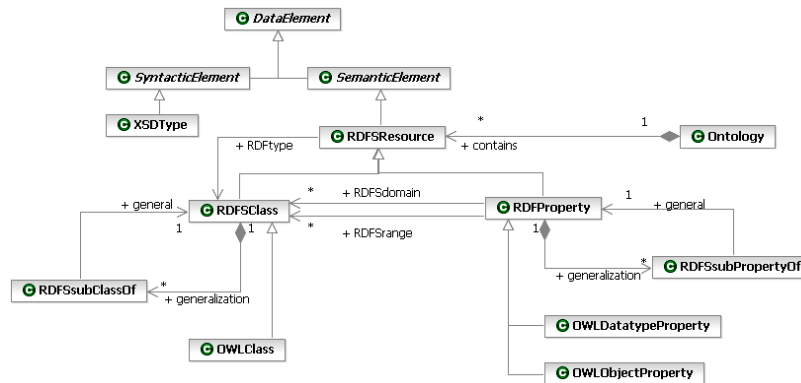 DataElement
SyntacticElement
SemanticElement
XSDType
RDFSResource
*
1
Ontology
+ RDFtype
+ contains
+ general
*
+ RDFSdomain
1
+ general
RDFSClass
RDFProperty
1
1
*
+ RDFSrange
1
*
+ generalization
RDFSsubPropertyOf
*
RDFSsubClassOf
+ generalization
OWLDatatypeProperty
OWLClass
OWLObjectProperty